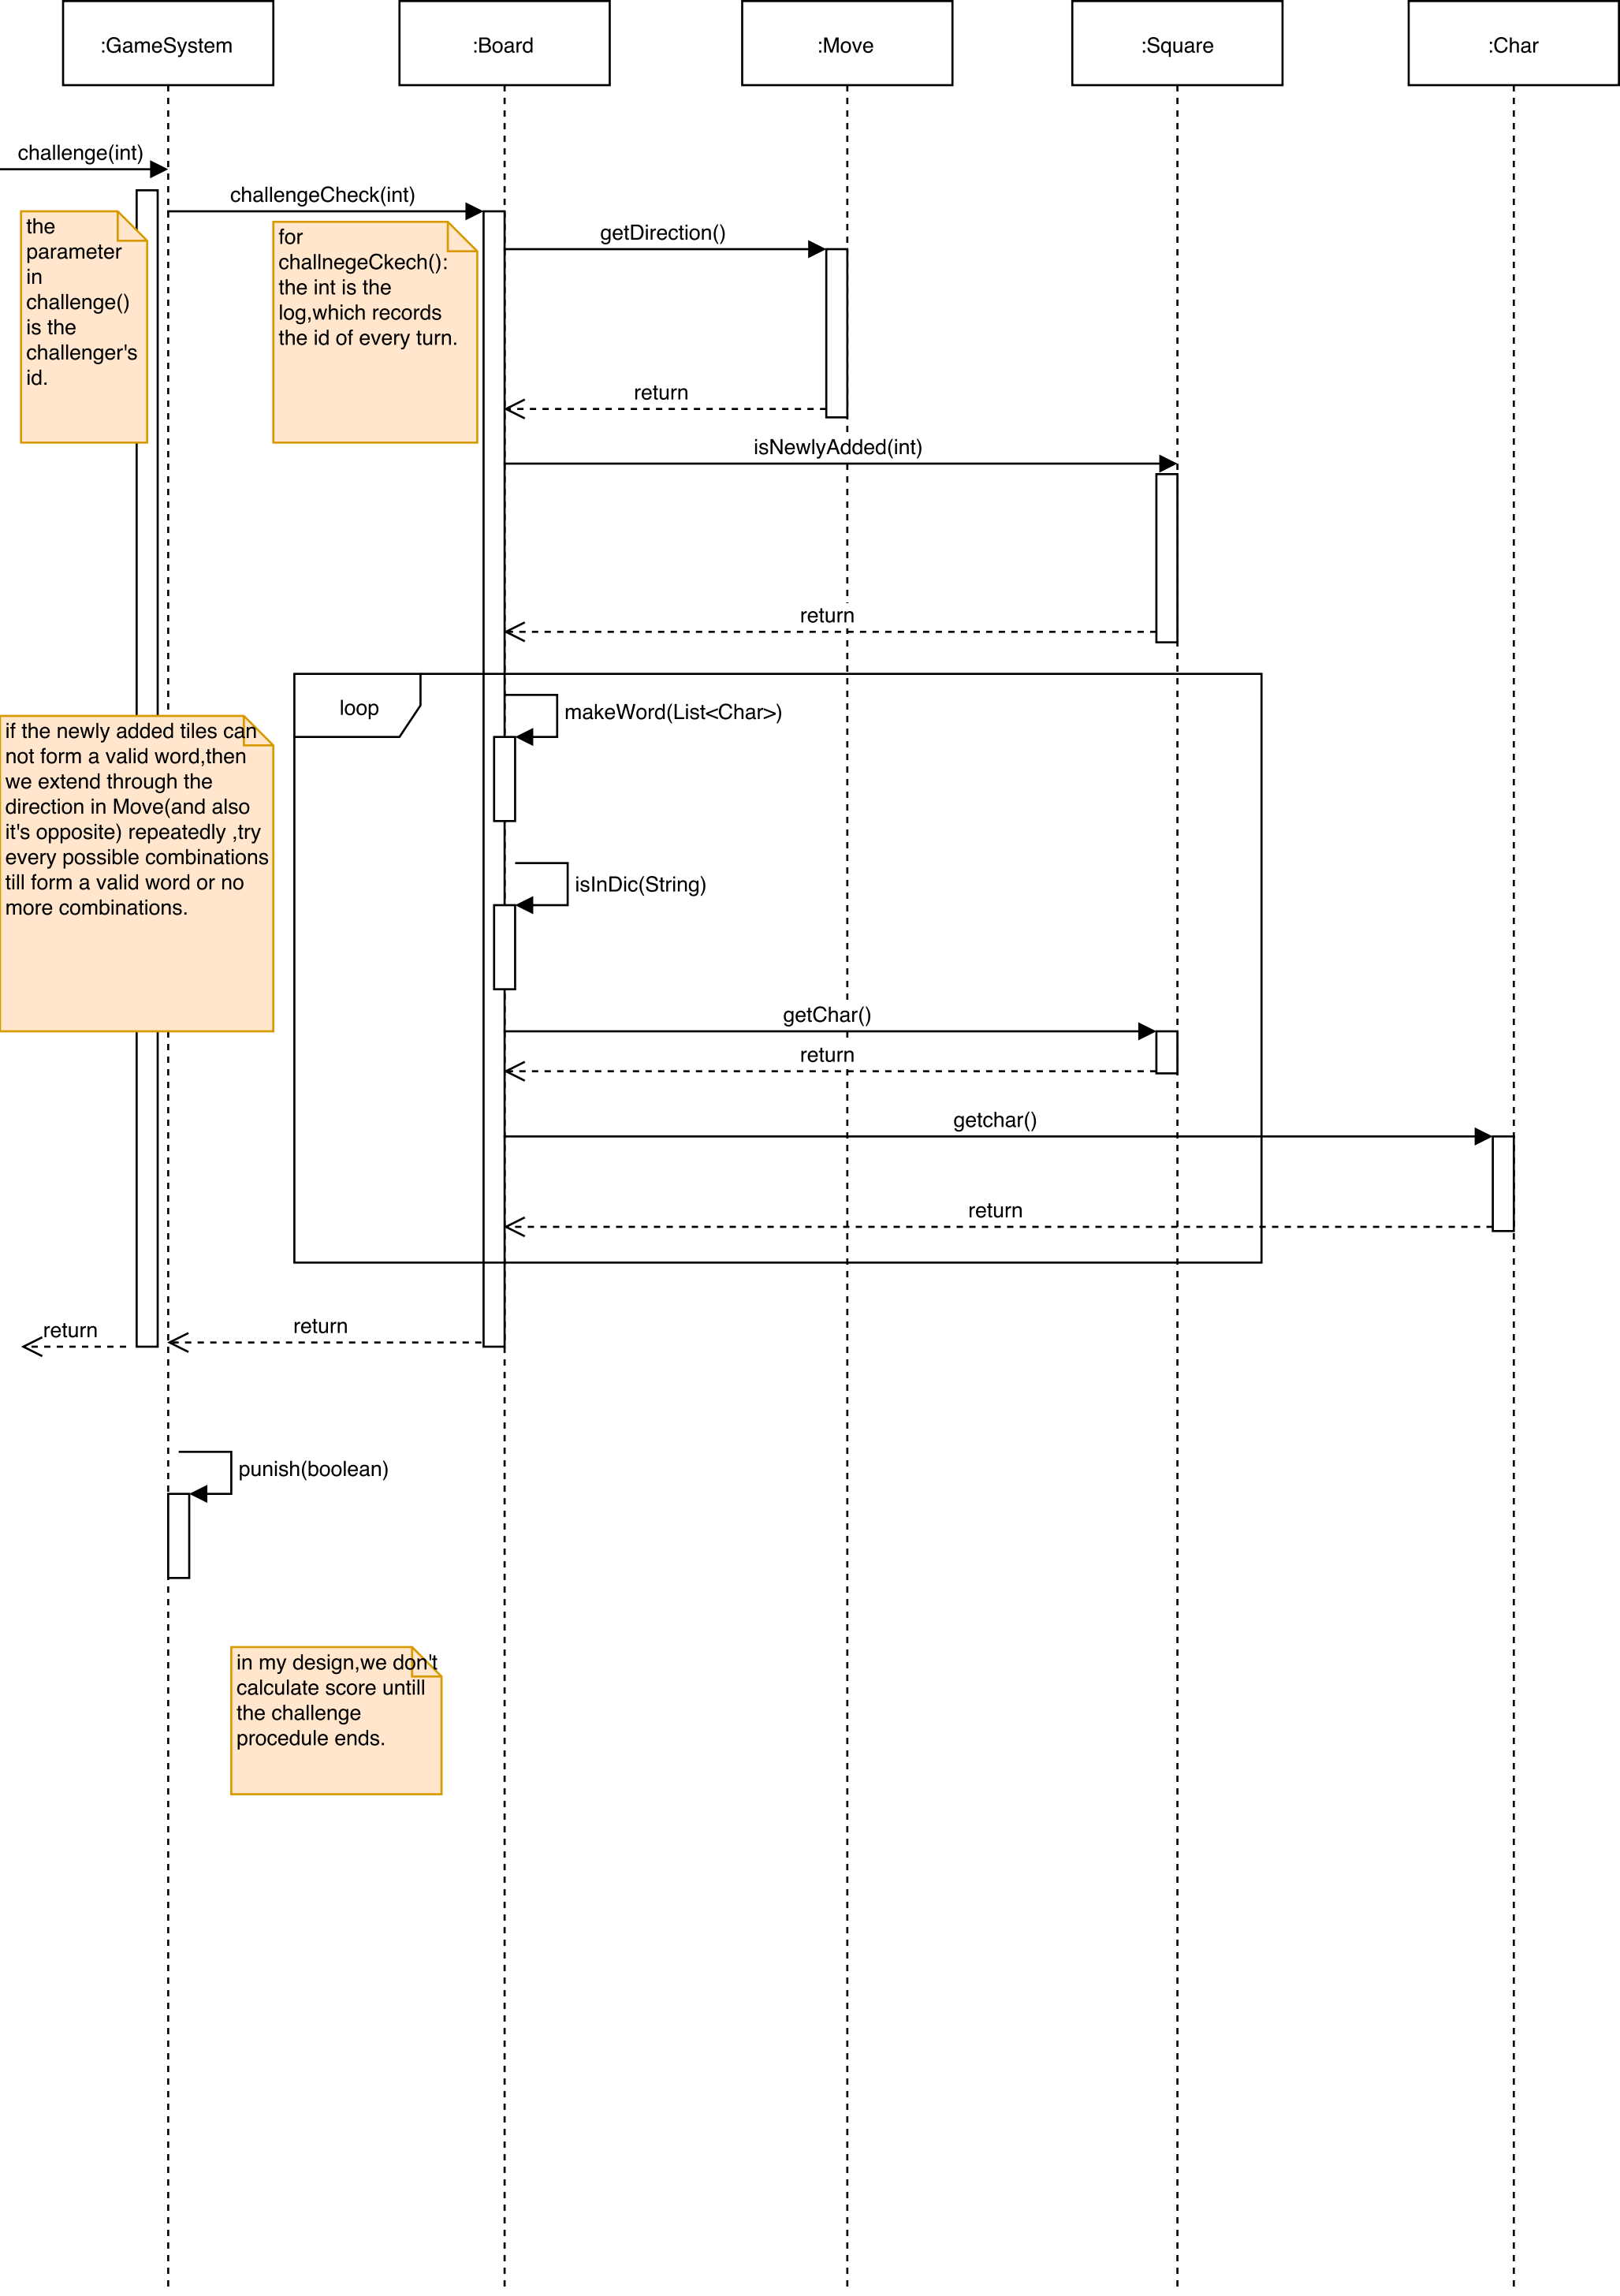 :GameSystem
:Board
:Move
:Square
:Char
challenge(int)
challengeCheck(int)
the
parameter
in
challenge()
is the
challenger's
id.
for
challnegeCkech():
the int is the
log,which records
the id of every turn.
getDirection()
return
isNewlyAdded(int)
return
loop
makeWord(List<Char>)
if the newly added tiles can
not form a valid word,then
we extend through the
direction in Move(and also
it's opposite) repeatedly ,try
every possible combinations
till form a valid word or no
more combinations.
isInDic(String)
getChar()
return
getchar()
return
return
return
punish(boolean)
in my design,we don't
calculate score untill
the challenge
procedule ends.